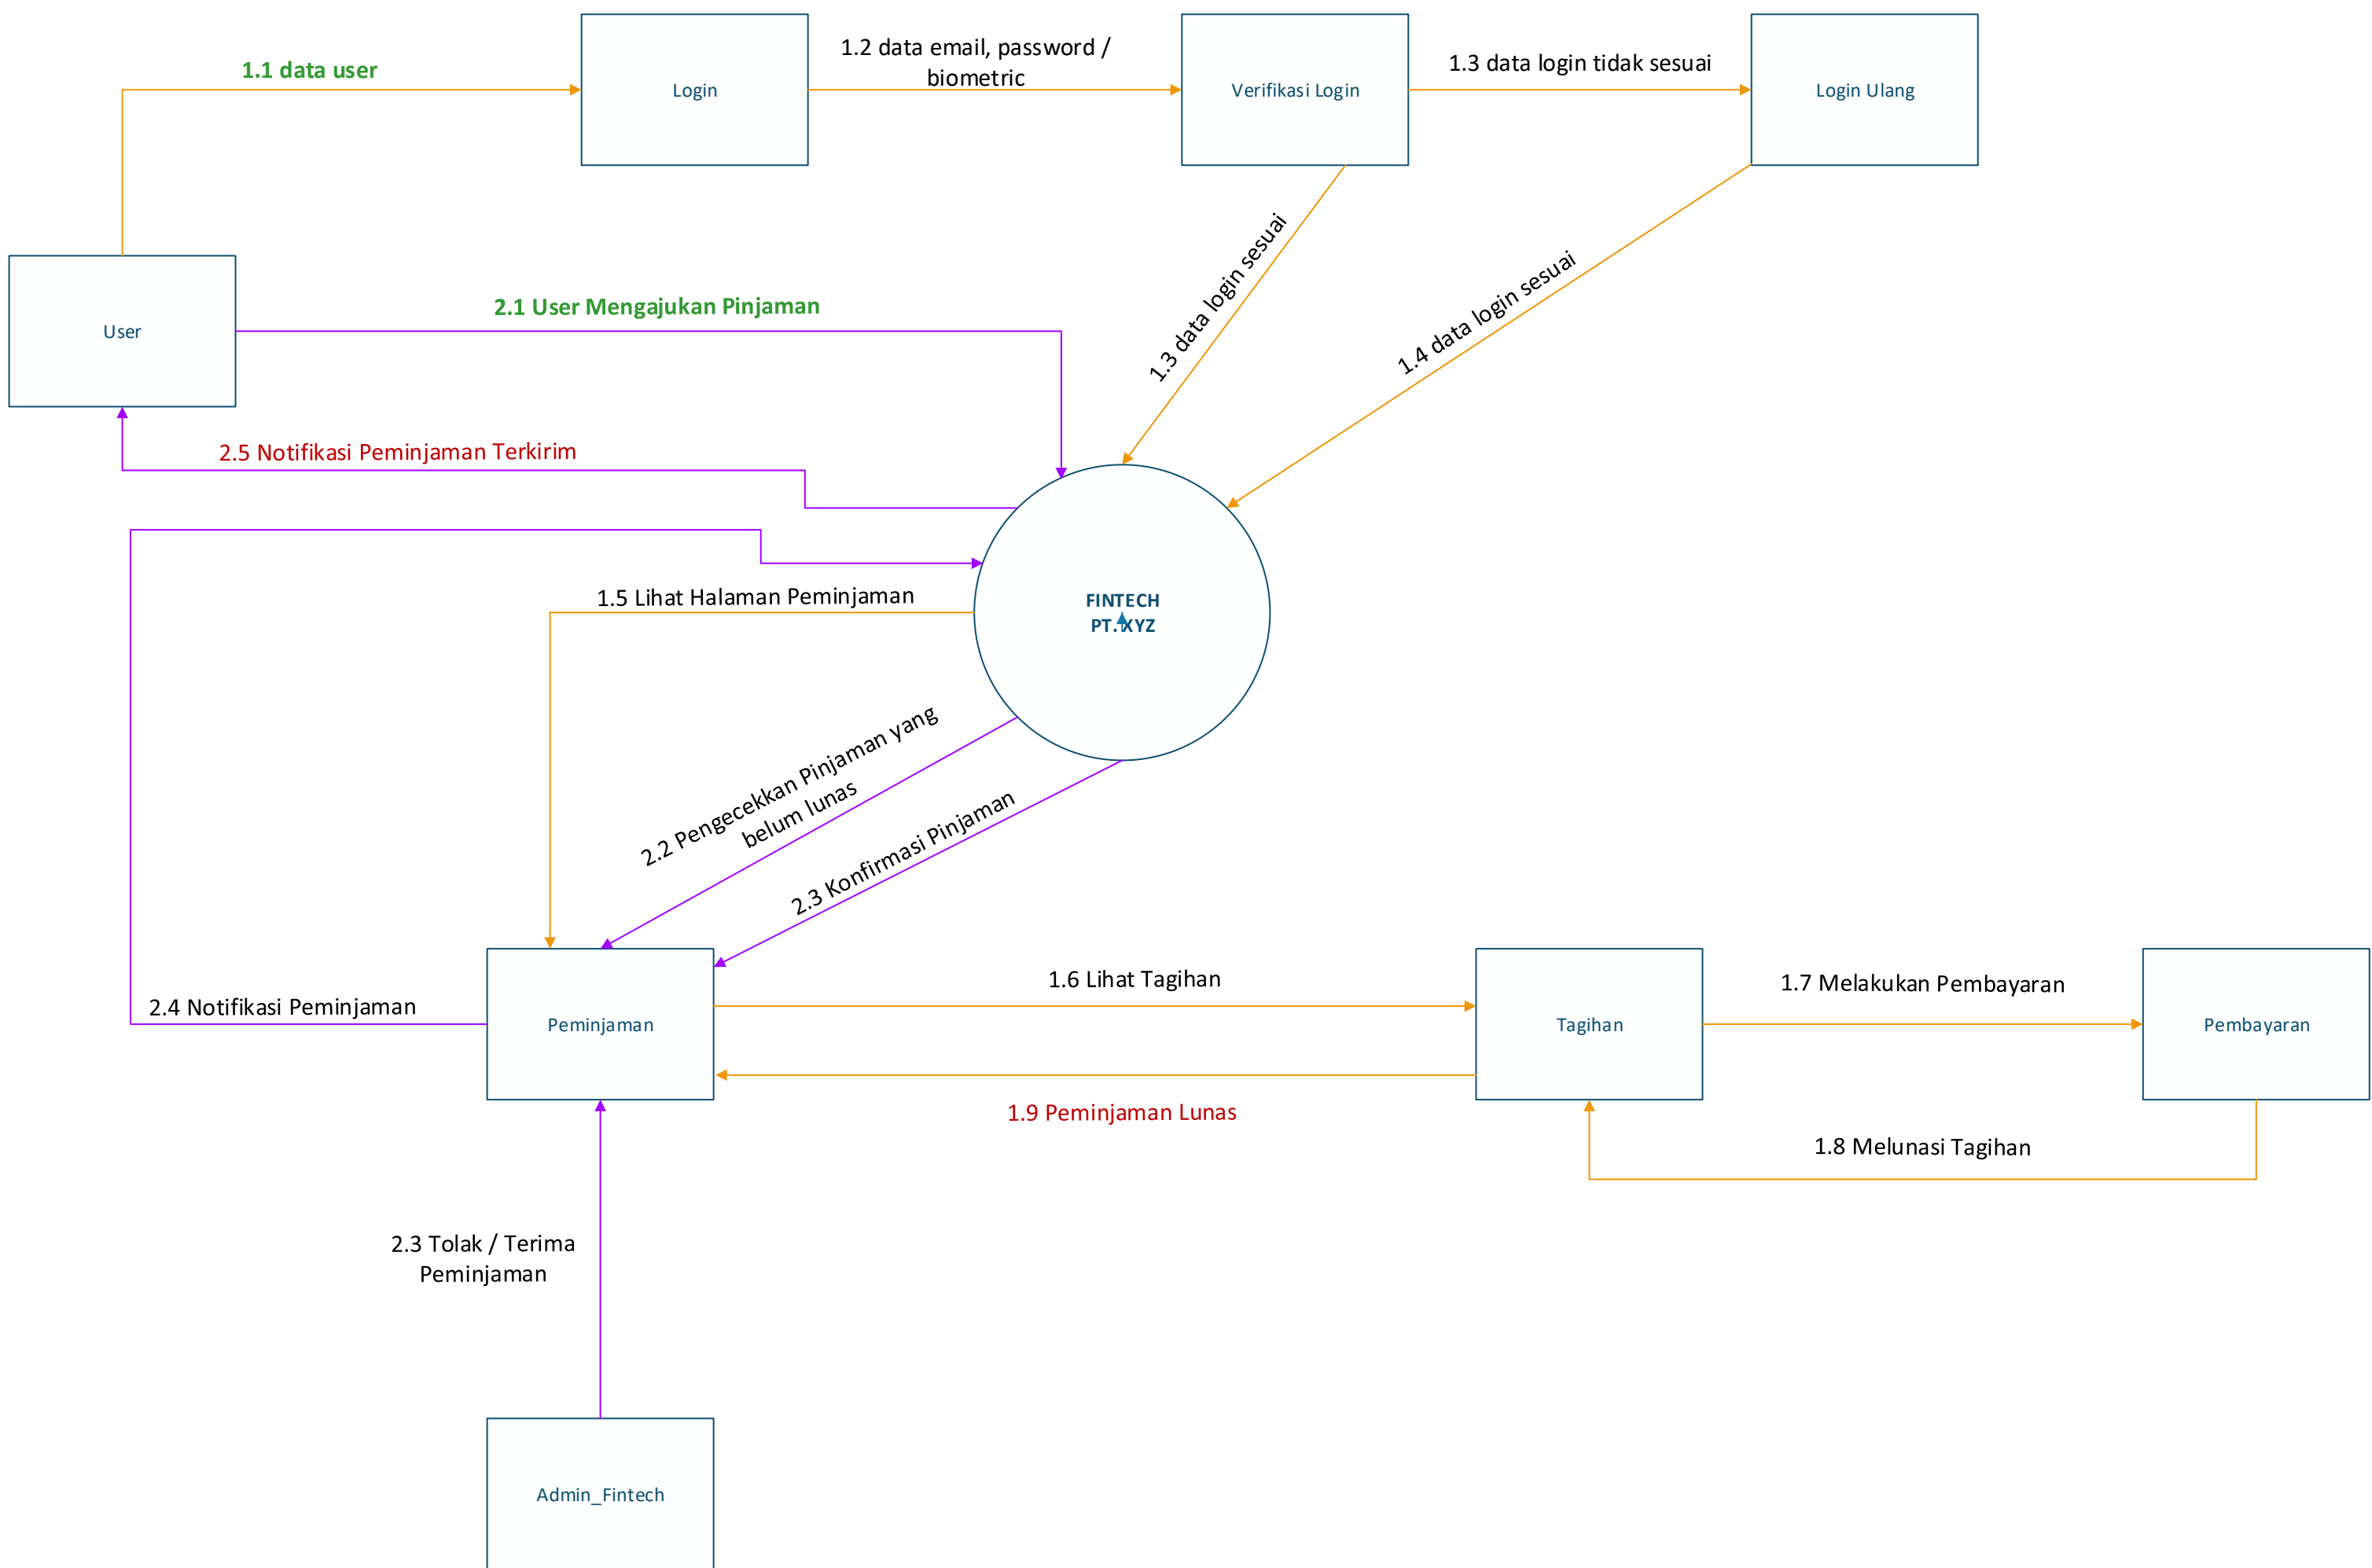 1.1 data user
Login
1.2 data email, password /
biometric
Verifikasi Login
1.3 data login tidak sesuai
Login Ulang
User
2.1 User Mengajukan Pinjaman
1.3 data login sesuai
1.4 data login sesuai
2.5 Notifikasi Peminjaman Terkirim
FINTECH
PT. XYZ
1.5 Lihat Halaman Peminjaman
2.2 Pengecekkan Pinjaman yang
belum lunas
2.3 Konfirmasi Pinjaman
2.4 Notifikasi Peminjaman
Peminjaman
1.6 Lihat Tagihan
Tagihan
1.7 Melakukan Pembayaran
Pembayaran
1.9 Peminjaman Lunas
1.8 Melunasi Tagihan
2.3 Tolak / Terima
Peminjaman
Admin_Fintech